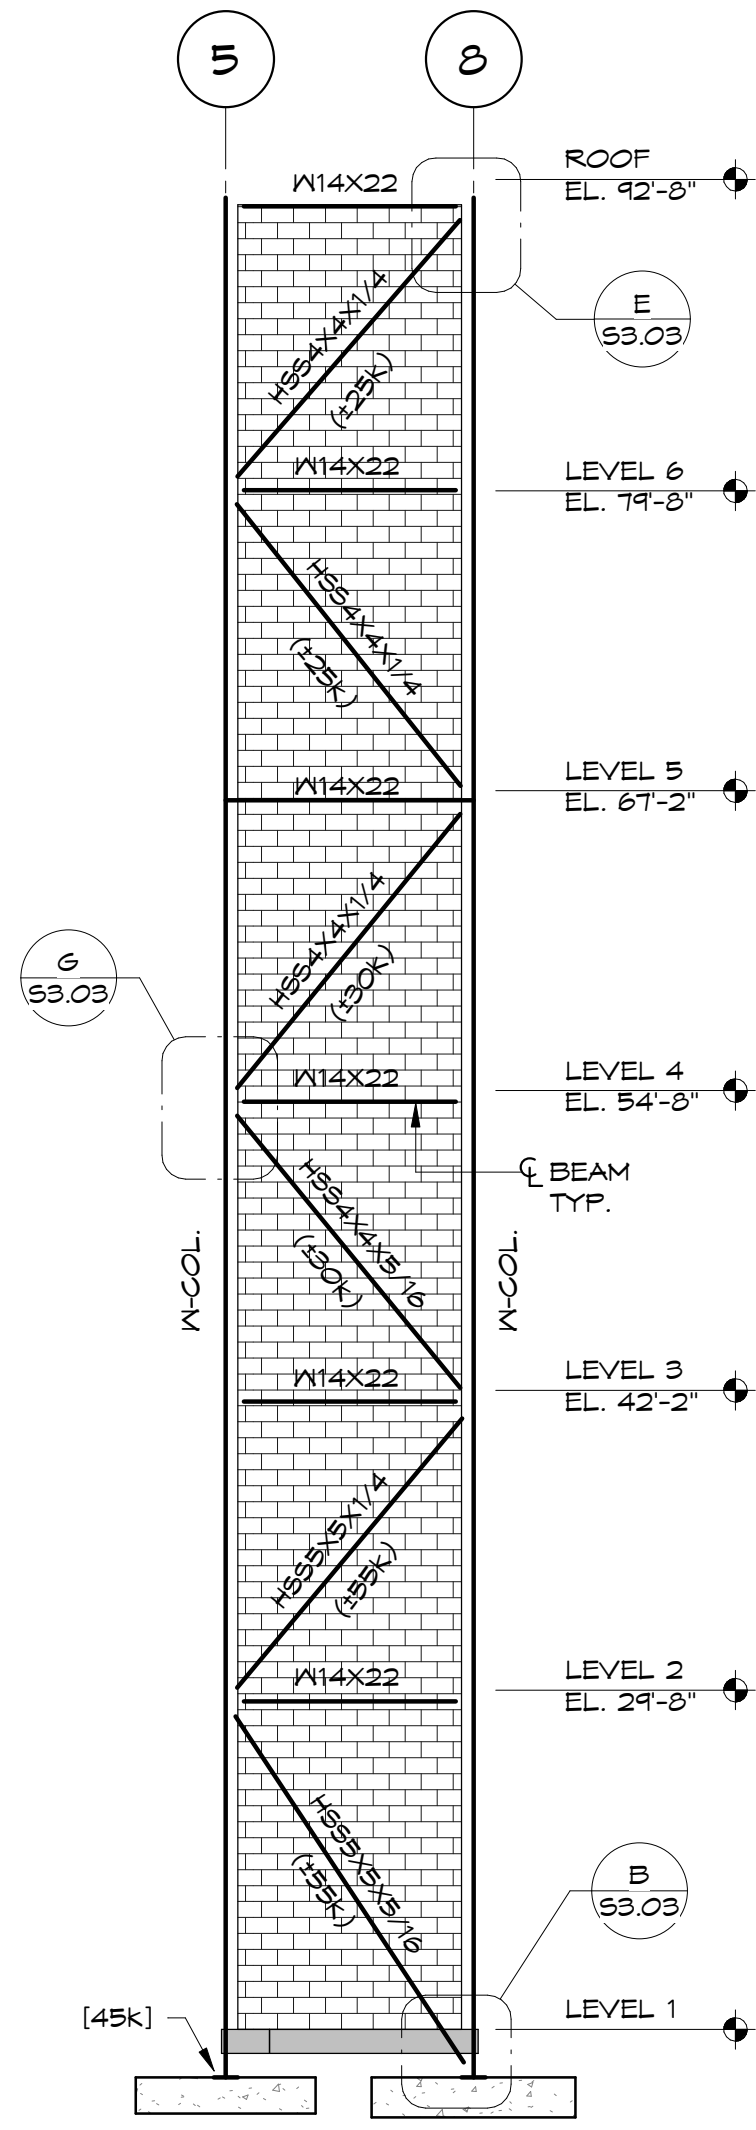 5
8
ROOF
EL. 92'-8"
W14X22
E
S3.03
HSS4X4X1/4
(±25K)
W14X22
LEVEL 6
EL. 79'-8"
HSS4X4X1/4
(±25K)
W14X22
LEVEL 5
EL. 67'-2"
HSS4X4X1/4
(±30K)
G
S3.03
W14X22
LEVEL 4
EL. 54'-8"
℄ BEAM
TYP.
HSS4X4X5/16
(±30K)
W-COL.
W-COL.
W14X22
LEVEL 3
EL. 42'-2"
HSS5X5X1/4
(±55K)
W14X22
LEVEL 2
EL. 29'-8"
HSS5X5X5/16
(±55K)
B
S3.03
[45K]
LEVEL 1